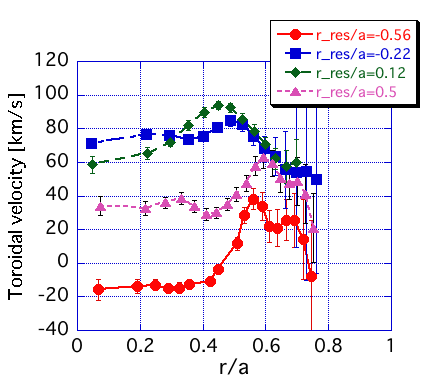 r_res/a=-0.56
r_res/a=-0.22
r_res/a=0.12
r_res/a=0.5
120
100
80
60
40
20
0
-20
-40
Toroidal velocity [km/s]
0 0.2 0.4 0.6 0.8 1
r/a